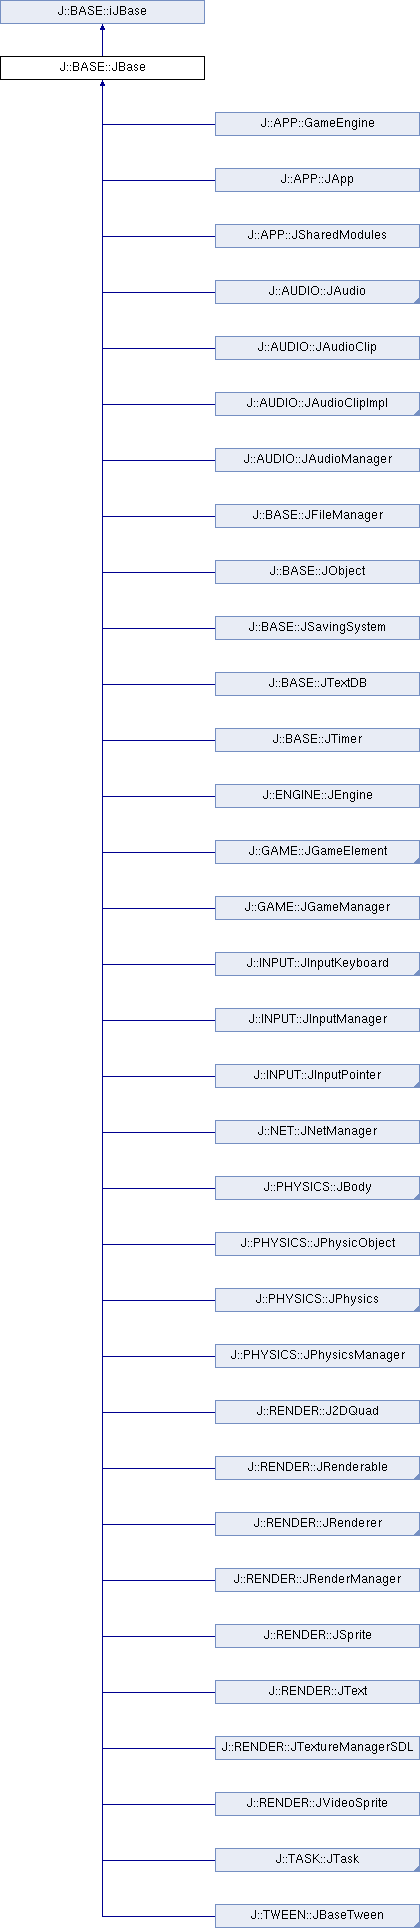 J::BASE::iJBase
J::BASE::JBase
J::APP::GameEngine
J::APP::JApp
J::APP::JSharedModules
J::AUDIO::JAudio
J::AUDIO::JAudioClip
J::AUDIO::JAudioClipImpl
J::AUDIO::JAudioManager
J::BASE::JFileManager
J::BASE::JObject
J::BASE::JSavingSystem
J::BASE::JTextDB
J::BASE::JTimer
J::ENGINE::JEngine
J::GAME::JGameElement
J::GAME::JGameManager
J::INPUT::JInputKeyboard
J::INPUT::JInputManager
J::INPUT::JInputPointer
J::NET::JNetManager
J::PHYSICS::JBody
J::PHYSICS::JPhysicObject
J::PHYSICS::JPhysics
J::PHYSICS::JPhysicsManager
J::RENDER::J2DQuad
J::RENDER::JRenderable
J::RENDER::JRenderer
J::RENDER::JRenderManager
J::RENDER::JSprite
J::RENDER::JText
J::RENDER::JTextureManagerSDL
J::RENDER::JVideoSprite
J::TASK::JTask
J::TWEEN::JBaseTween